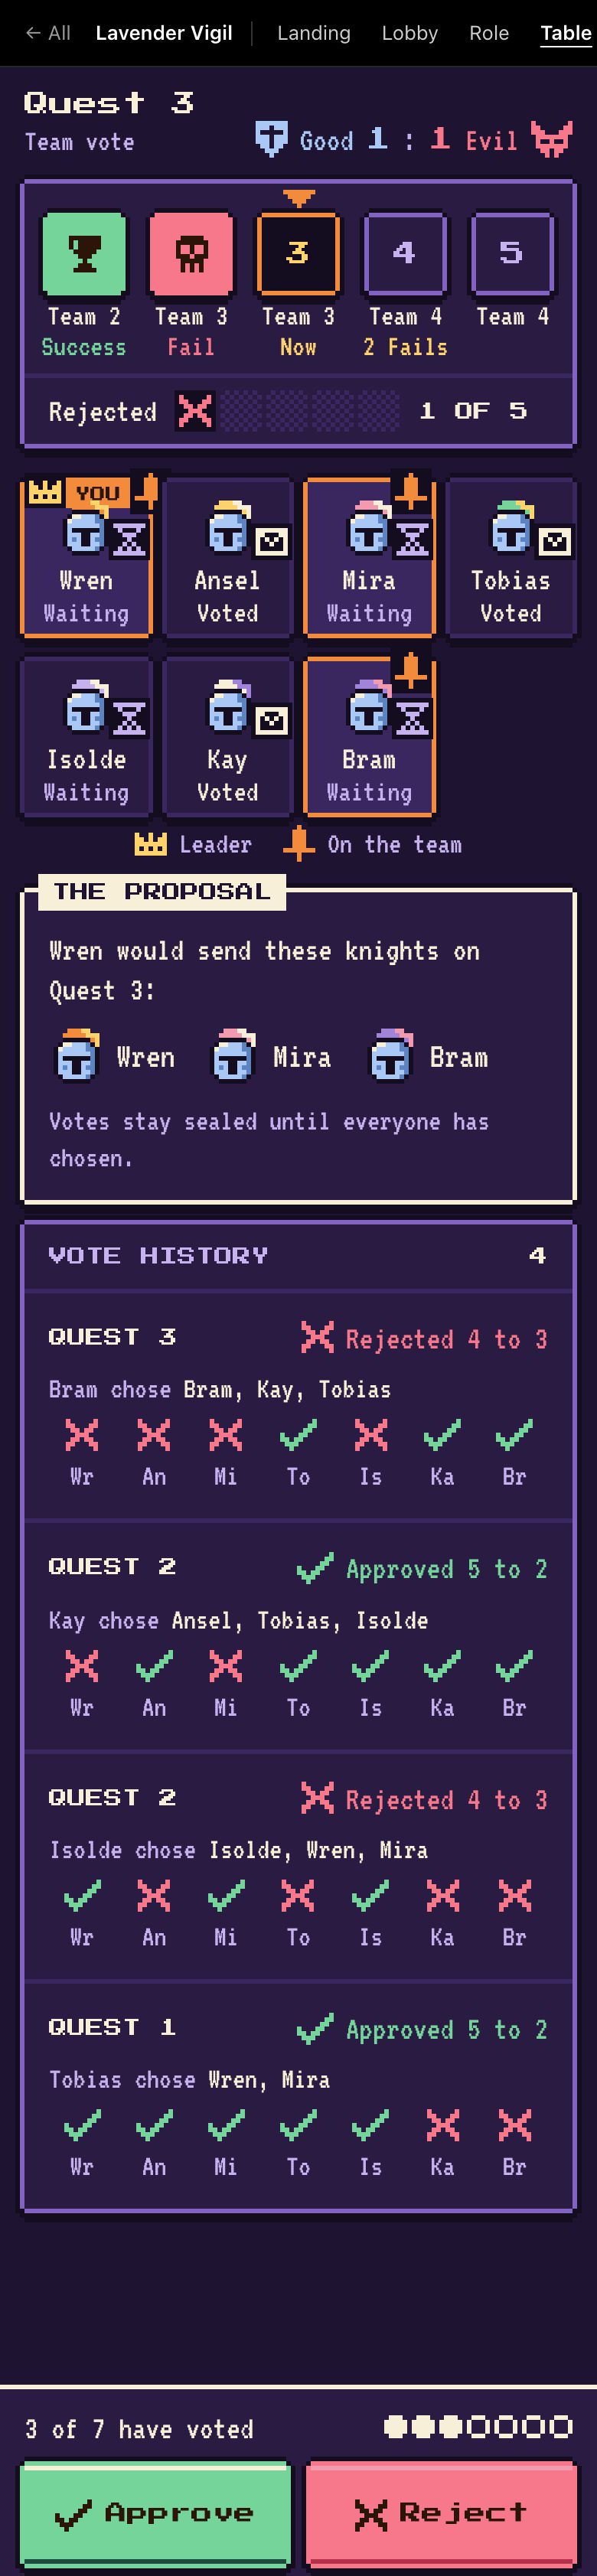 ← All Lavender Vigil Landing Lobby Role Table
Quest 3
Team vote Good 1 : 1 Evil
3 4 5
Team 2 Team 3 Team 3 Team 4 Team 4
Success Fail Now 2 Fails
Rejected 1 OF 5
YOU
Wren Ansel Mira Tobias
Waiting Voted Waiting Voted
Isolde Kay Bram
Waiting Voted Waiting
Leader On the team
THE PROPOSAL
Wren would send these knights on
Quest 3:
Wren Mira Bram
Votes stay sealed until everyone has
chosen.
VOTE HISTORY 4
QUEST 3 Rejected 4 to 3
Bram chose Bram, Kay, Tobias
Wr An Mi To Is Ka Br
QUEST 2 Approved 5 to 2
Kay chose Ansel, Tobias, Isolde
Wr An Mi To Is Ka Br
QUEST 2 Rejected 4 to 3
Isolde chose Isolde, Wren, Mira
Wr An Mi To Is Ka Br
QUEST 1 Approved 5 to 2
Tobias chose Wren, Mira
Wr An Mi To Is Ka Br
3 of 7 have voted
Approve Reject